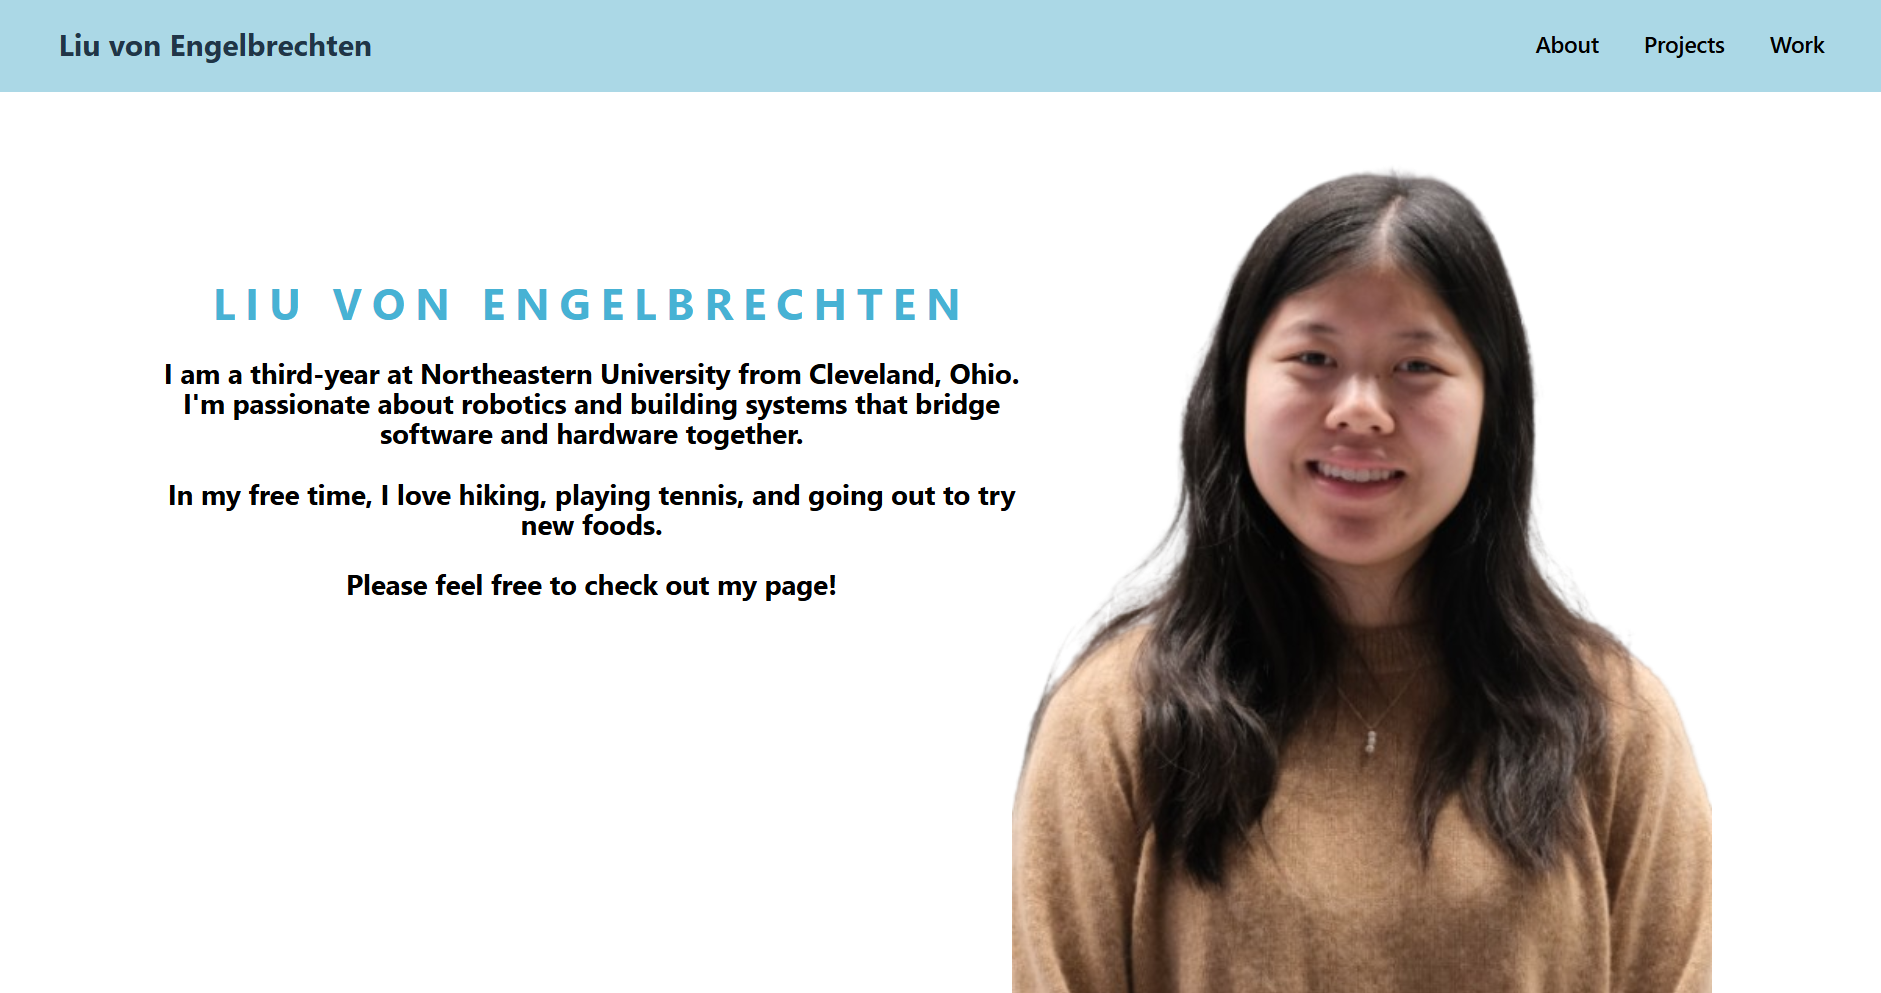 Liu von Engelbrechten
About Projects Work
LIU VON ENGELBRECHTEN
I am a third-year at Northeastern University from Cleveland, Ohio.
I'm passionate about robotics and building systems that bridge
software and hardware together.
In my free time, I love hiking, playing tennis, and going out to try
new foods.
Please feel free to check out my page!